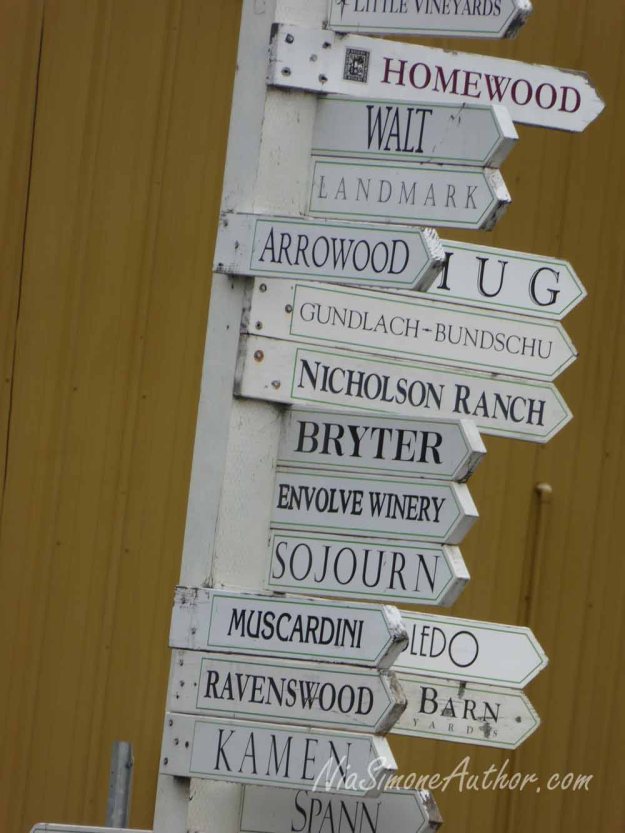 LITTLE VINEYARDS
HOMEWOOD
WALT
LANDMARK
ARROWOOD
HUG
GUNDLACH-BUNDSCHU
NICHOLSON RANCH
BRYTER
ENVOLVE WINERY
SOJOURN
MUSCARDINI
LEDO
RAVENSWOOD
BARN
YARDS
KAMEN
NiaSimoneAuthor.com
SPANN